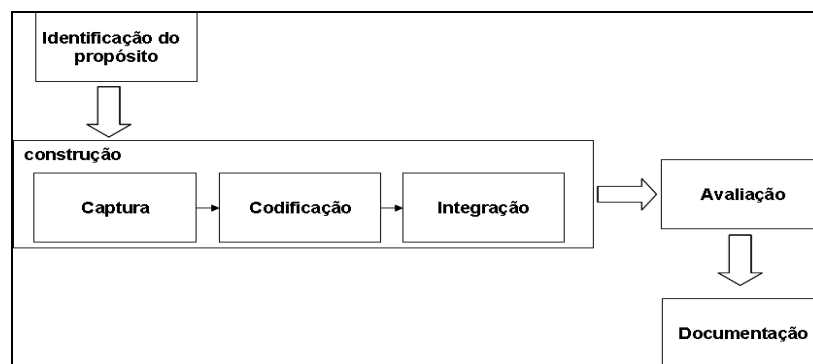 Identificação do
propósito
construção
Captura
Codificação
Integração
Avaliação
Documentação